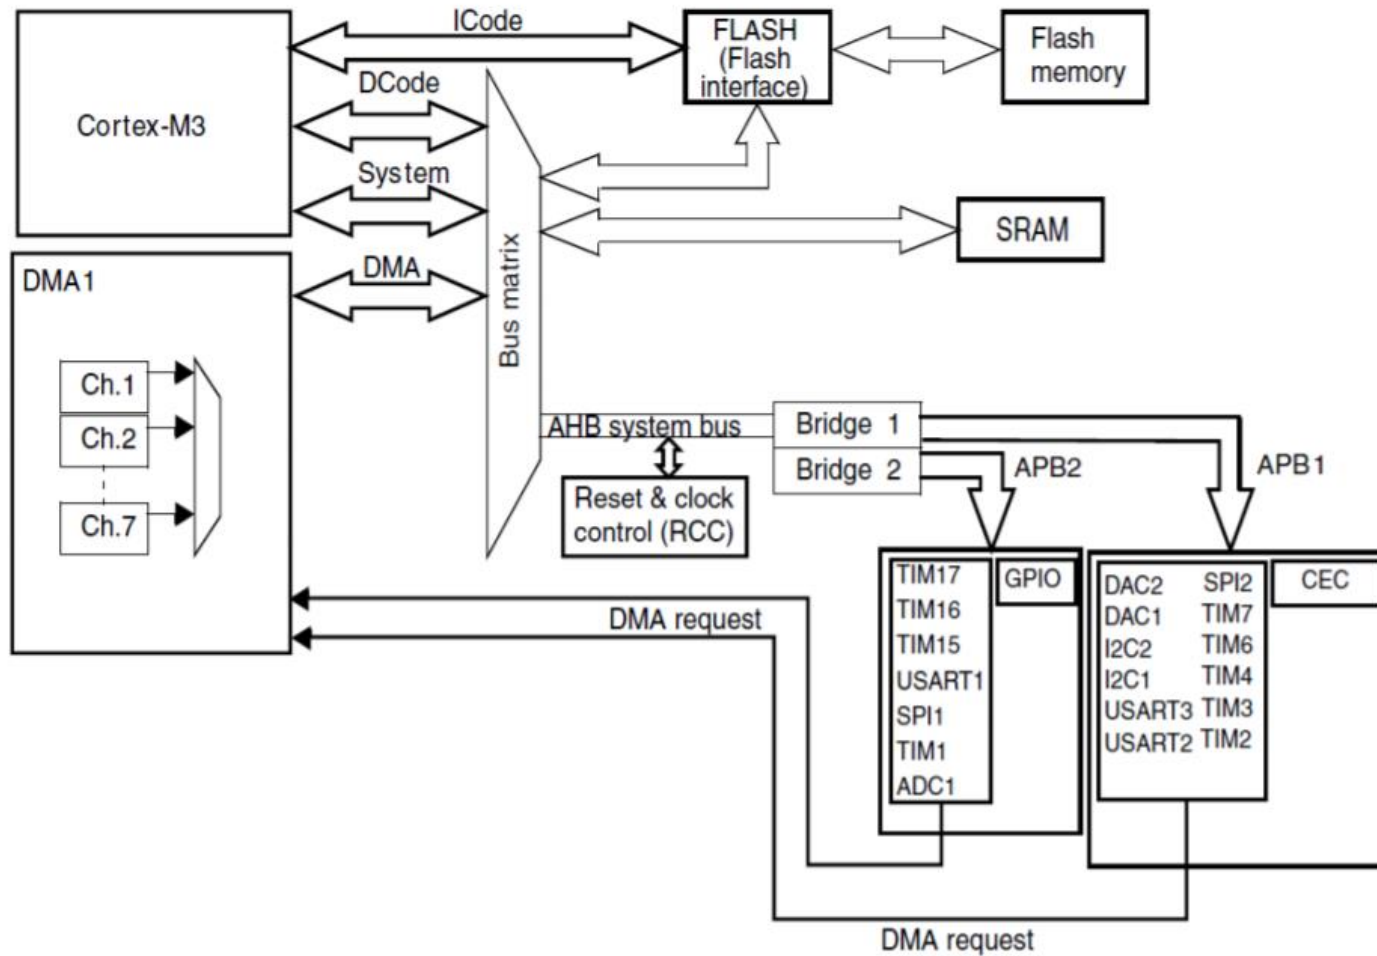 ICode
FLASH
(Flash
interface)
Flash
memory
DCode
Cortex-M3
System
SRAM
DMA
DMA1
Bus matrix
Ch.1
Ch.2
Ch.7
AHB system bus
Bridge 1
Bridge 2
APB2
APB1
Reset & clock
control (RCC)
TIM17
TIM16
TIM15
USART1
SPI1
TIM1
ADC1
GPIO
DAC2
DAC1
I2C2
I2C1
USART3
USART2
SPI2
TIM7
TIM6
TIM4
TIM3
TIM2
CEC
DMA request
DMA request